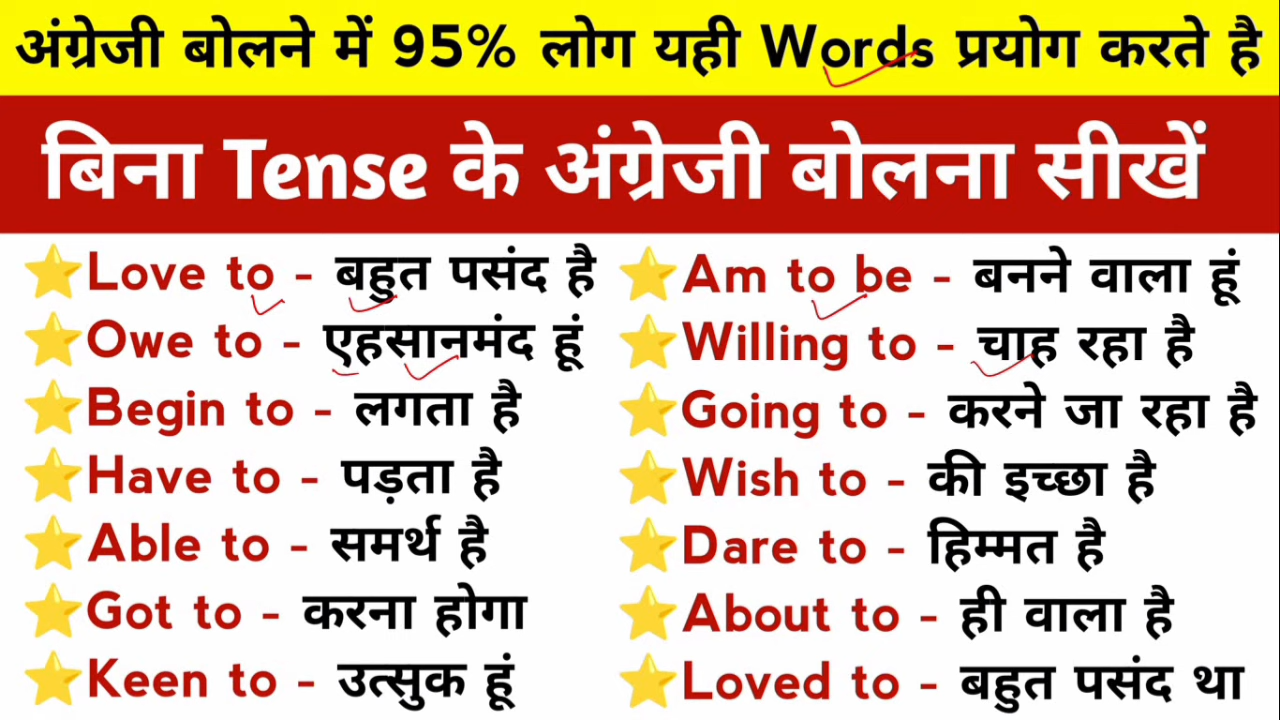 अंग्रेजी बोलने में 95% लोग यही Words प्रयोग करते है
बिना Tense के अंग्रेजी बोलना सीखें
Love to - बहुत पसंद है
Owe to - एहसानमंद हूं
Begin to - लगता है
Have to - पड़ता है
Able to - समर्थ है
Got to - करना होगा
Keen to - उत्सुक हूं
Am to be - बनने वाला हूं
Willing to - चाह रहा है
Going to - करने जा रहा है
Wish to - की इच्छा है
Dare to - हिम्मत है
About to - ही वाला है
Loved to - बहुत पसंद था